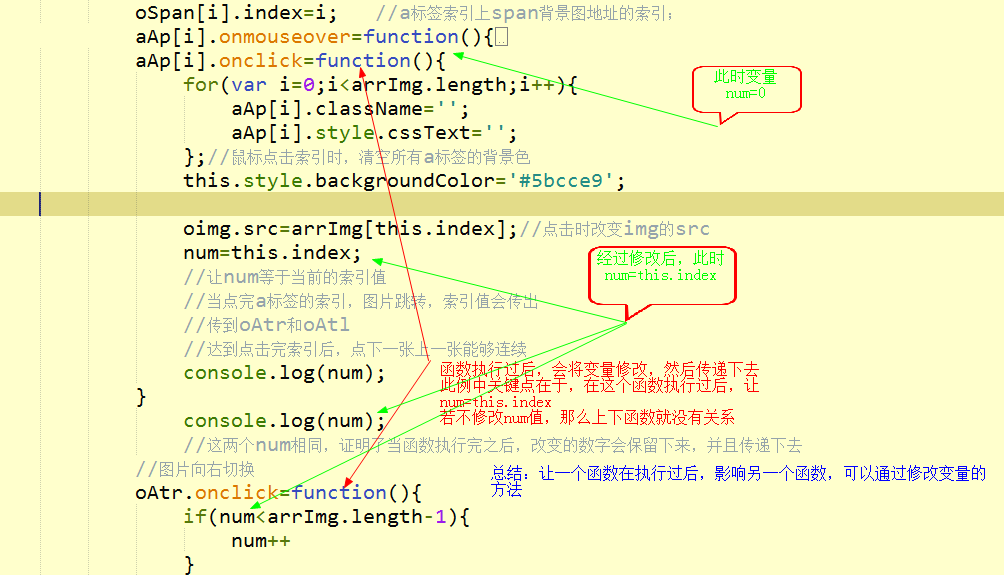 oSpan[i].index=i;   //a标签索引上span背景图地址的索引;
aAp[i].onmouseover=function(){..
aAp[i].onclick=function(){
for(var i=0;i<arrImg.length;i++){
aAp[i].className='';
aAp[i].style.cssText='';
};//鼠标点击索引时，清空所有a标签的背景色
this.style.backgroundColor='#5bcce9';
oimg.src=arrImg[this.index];//点击时改变img的src
num=this.index;
//让num等于当前的索引值
//当点完a标签的索引，图片跳转，索引值会传出
//传到oAtr和oAtl
//达到点击完索引后，点下一张上一张能够连续
console.log(num);
}
console.log(num);
//这两个num相同，证明了当函数执行完之后，改变的数字会保留下来，并且传递下去
//图片向右切换
oAtr.onclick=function(){
if(num<arrImg.length-1){
num++
}
此时变量
num=0
经过修改后，此时
num=this.index
函数执行过后，会将变量修改，然后传递下去
此例中关键点在于，在这个函数执行过后，让
num=this.index
若不修改num值，那么上下函数就没有关系
总结：让一个函数在执行过后，影响另一个函数，可以通过修改变量的
方法